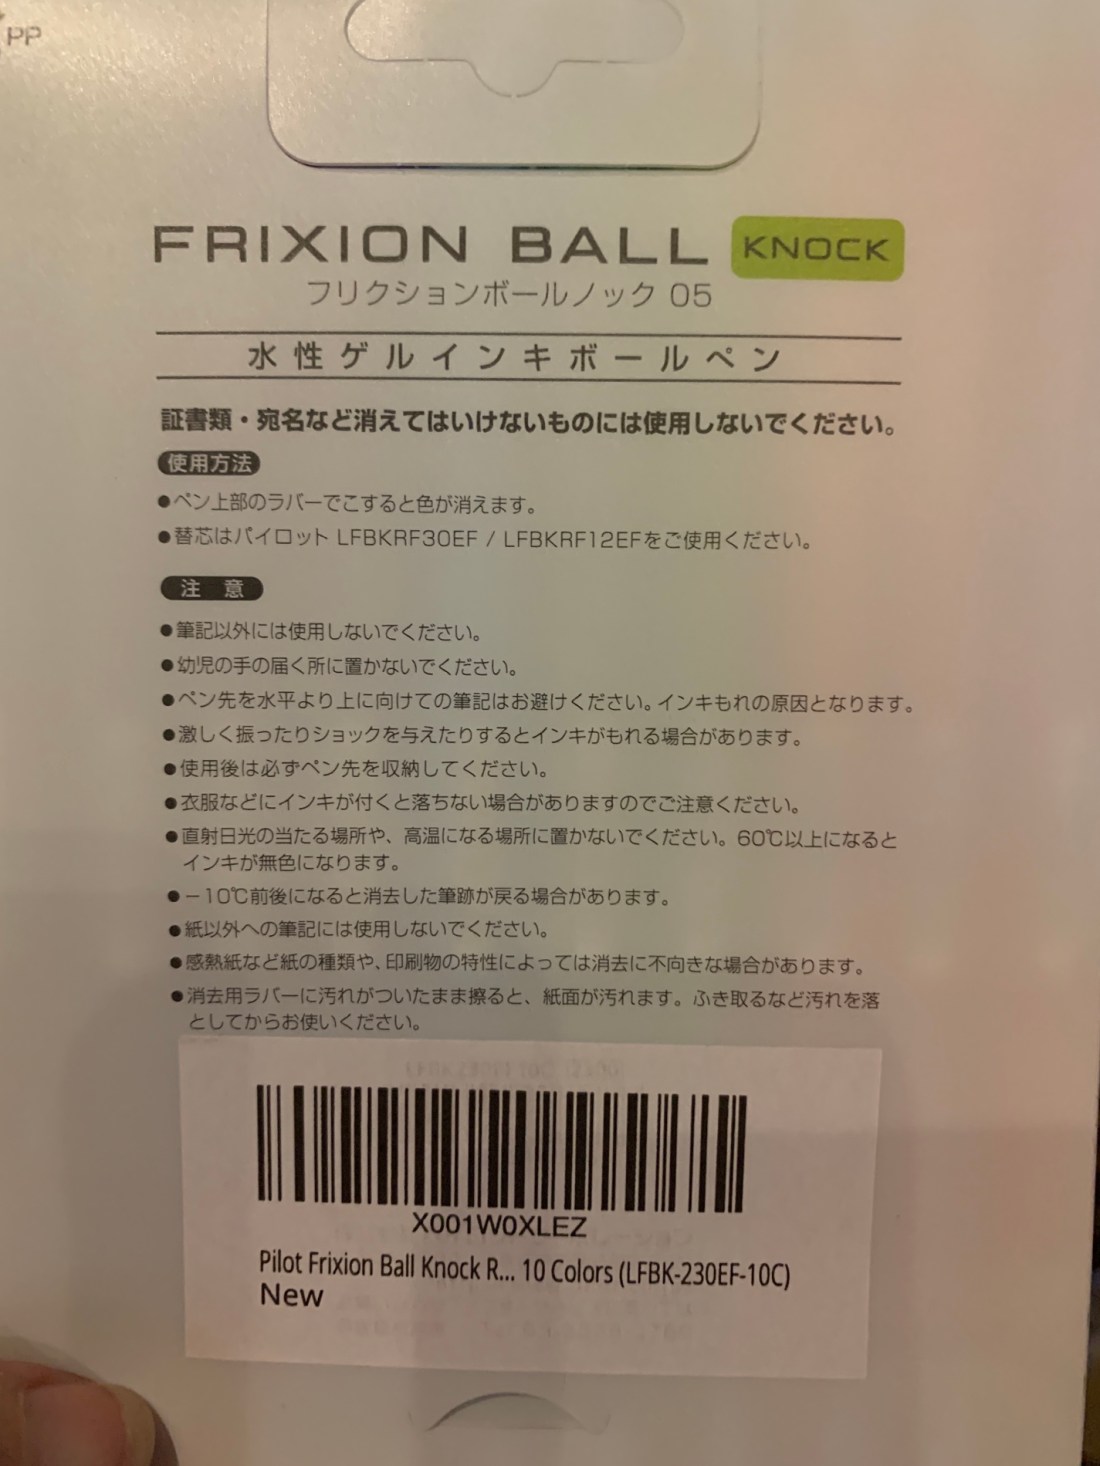 PP
FRIXION BALL KNOCK
フリクションボールノック 05
水性ゲルインキボールペン
証書類・宛名など消えてはいけないものには使用しないでください。
使用方法
●ペン上部のラバーでこすると色が消えます。
●替芯はパイロット LFBKRF30EF / LFBKRF12EFをご使用ください。
注 意
●筆記以外には使用しないでください。
●幼児の手の届く所に置かないでください。
●ペン先を水平より上に向けての筆記はお避けください。インキもれの原因となります。
●激しく振ったりショックを与えたりするとインキがもれる場合があります。
●使用後は必ずペン先を収納してください。
●衣服などにインキが付くと落ちない場合がありますのでご注意ください。
●直射日光の当たる場所や、高温になる場所に置かないでください。60℃以上になると
インキが無色になります。
●−10℃前後になると消去した筆跡が戻る場合があります。
●紙以外への筆記には使用しないでください。
●感熱紙など紙の種類や、印刷物の特性によっては消去に不向きな場合があります。
●消去用ラバーに汚れがついたまま擦ると、紙面が汚れます。ふき取るなど汚れを落
としてからお使いください。
X001W0XLEZ
Pilot Frixion Ball Knock R... 10 Colors (LFBK-230EF-10C)
New